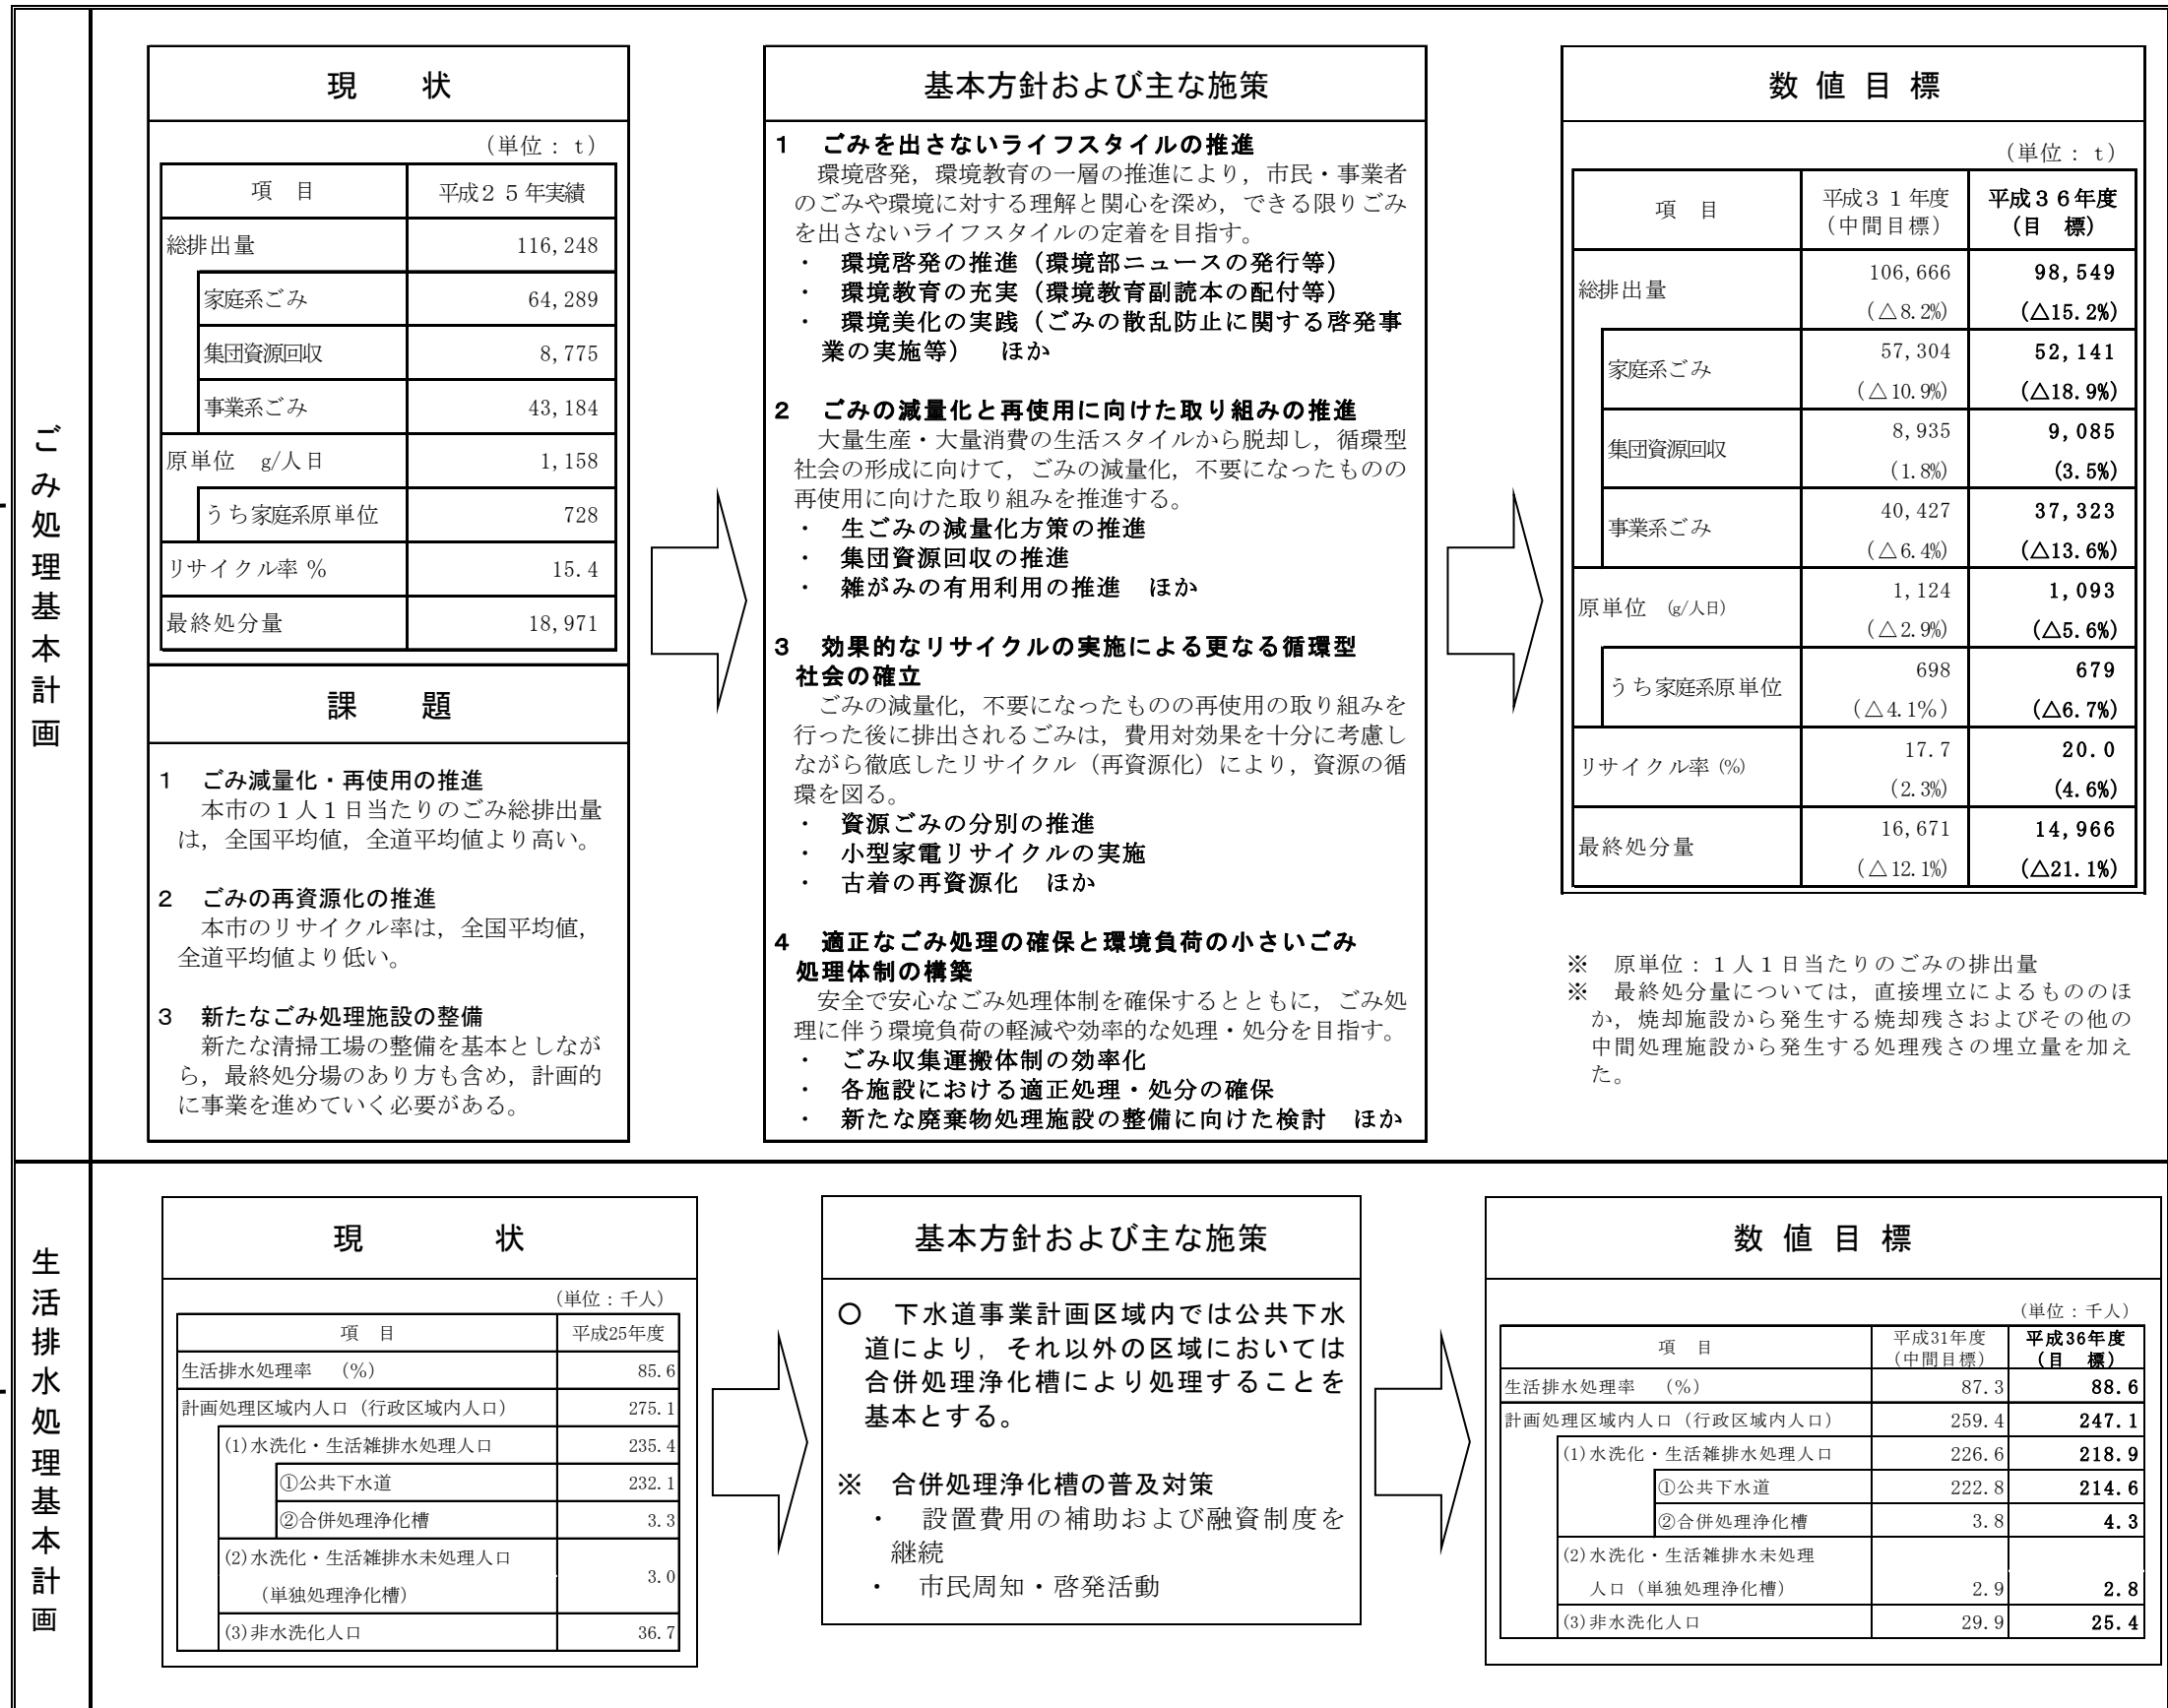 ごみ処理基本計画
現　　状
（単位： t）
項　目　平成２５年実績
総排出量　116,248
家庭系ごみ　64,289
集団資源回収　8,775
事業系ごみ　43,184
原単位　g/人日　1,158
うち家庭系原単位　728
リサイクル率 %　15.4
最終処分量　18,971
課　　題
１　ごみ減量化・再使用の推進
本市の１人１日当たりのごみ総排出量
は，全国平均値，全道平均値より高い。
２　ごみの再資源化の推進
本市のリサイクル率は，全国平均値，
全道平均値より低い。
３　新たなごみ処理施設の整備
新たな清掃工場の整備を基本としなが
ら，最終処分場のあり方も含め，計画的
に事業を進めていく必要がある。
基本方針および主な施策
１　ごみを出さないライフスタイルの推進
環境啓発，環境教育の一層の推進により，市民・事業者
のごみや環境に対する理解と関心を深め，できる限りごみ
を出さないライフスタイルの定着を目指す。
・　環境啓発の推進（環境部ニュースの発行等）
・　環境教育の充実（環境教育副読本の配付等）
・　環境美化の実践（ごみの散乱防止に関する啓発事
業の実施等）　ほか
２　ごみの減量化と再使用に向けた取り組みの推進
大量生産・大量消費の生活スタイルから脱却し，循環型
社会の形成に向けて，ごみの減量化，不要になったものの
再使用に向けた取り組みを推進する。
・　生ごみの減量化方策の推進
・　集団資源回収の推進
・　雑がみの有用利用の推進　ほか
３　効果的なリサイクルの実施による更なる循環型
社会の確立
ごみの減量化，不要になったものの再使用の取り組みを
行った後に排出されるごみは，費用対効果を十分に考慮し
ながら徹底したリサイクル（再資源化）により，資源の循
環を図る。
・　資源ごみの分別の推進
・　小型家電リサイクルの実施
・　古着の再資源化　ほか
４　適正なごみ処理の確保と環境負荷の小さいごみ
処理体制の構築
安全で安心なごみ処理体制を確保するとともに，ごみ処
理に伴う環境負荷の軽減や効率的な処理・処分を目指す。
・　ごみ収集運搬体制の効率化
・　各施設における適正処理・処分の確保
・　新たな廃棄物処理施設の整備に向けた検討　ほか
数 値 目 標
（単位： t）
項　目　平成３１年度　平成３６年度
（中間目標）　（目　標）
総排出量　106,666　98,549
（△8.2%）　（△15.2%）
家庭系ごみ　57,304　52,141
（△10.9%）　（△18.9%）
集団資源回収　8,935　9,085
（1.8%）　（3.5%）
事業系ごみ　40,427　37,323
（△6.4%）　（△13.6%）
原単位　(g/人日)　1,124　1,093
（△2.9%）　（△5.6%）
うち家庭系原単位　698　679
（△4.1%）　（△6.7%）
リサイクル率 (%)　17.7　20.0
（2.3%）　（4.6%）
最終処分量　16,671　14,966
（△12.1%）　（△21.1%）
※　原単位：１人１日当たりのごみの排出量
※　最終処分量については，直接埋立によるもののほ
か，焼却施設から発生する焼却残さおよびその他の
中間処理施設から発生する処理残さの埋立量を加え
た。
生活排水処理基本計画
現　　状
（単位：千人）
項　目　平成25年度
生活排水処理率　（%）　85.6
計画処理区域内人口（行政区域内人口）　275.1
(1)水洗化・生活雑排水処理人口　235.4
①公共下水道　232.1
②合併処理浄化槽　3.3
(2)水洗化・生活雑排水未処理人口
（単独処理浄化槽）　3.0
(3)非水洗化人口　36.7
基本方針および主な施策
○　下水道事業計画区域内では公共下水
道により，それ以外の区域においては
合併処理浄化槽により処理することを
基本とする。
※　合併処理浄化槽の普及対策
・　設置費用の補助および融資制度を
継続
・　市民周知・啓発活動
数 値 目 標
（単位：千人）
項　目　平成31年度　平成36年度
（中間目標）　（目　標）
生活排水処理率　（%）　87.3　88.6
計画処理区域内人口（行政区域内人口）　259.4　247.1
(1)水洗化・生活雑排水処理人口　226.6　218.9
①公共下水道　222.8　214.6
②合併処理浄化槽　3.8　4.3
(2)水洗化・生活雑排水未処理
人口（単独処理浄化槽）　2.9　2.8
(3)非水洗化人口　29.9　25.4